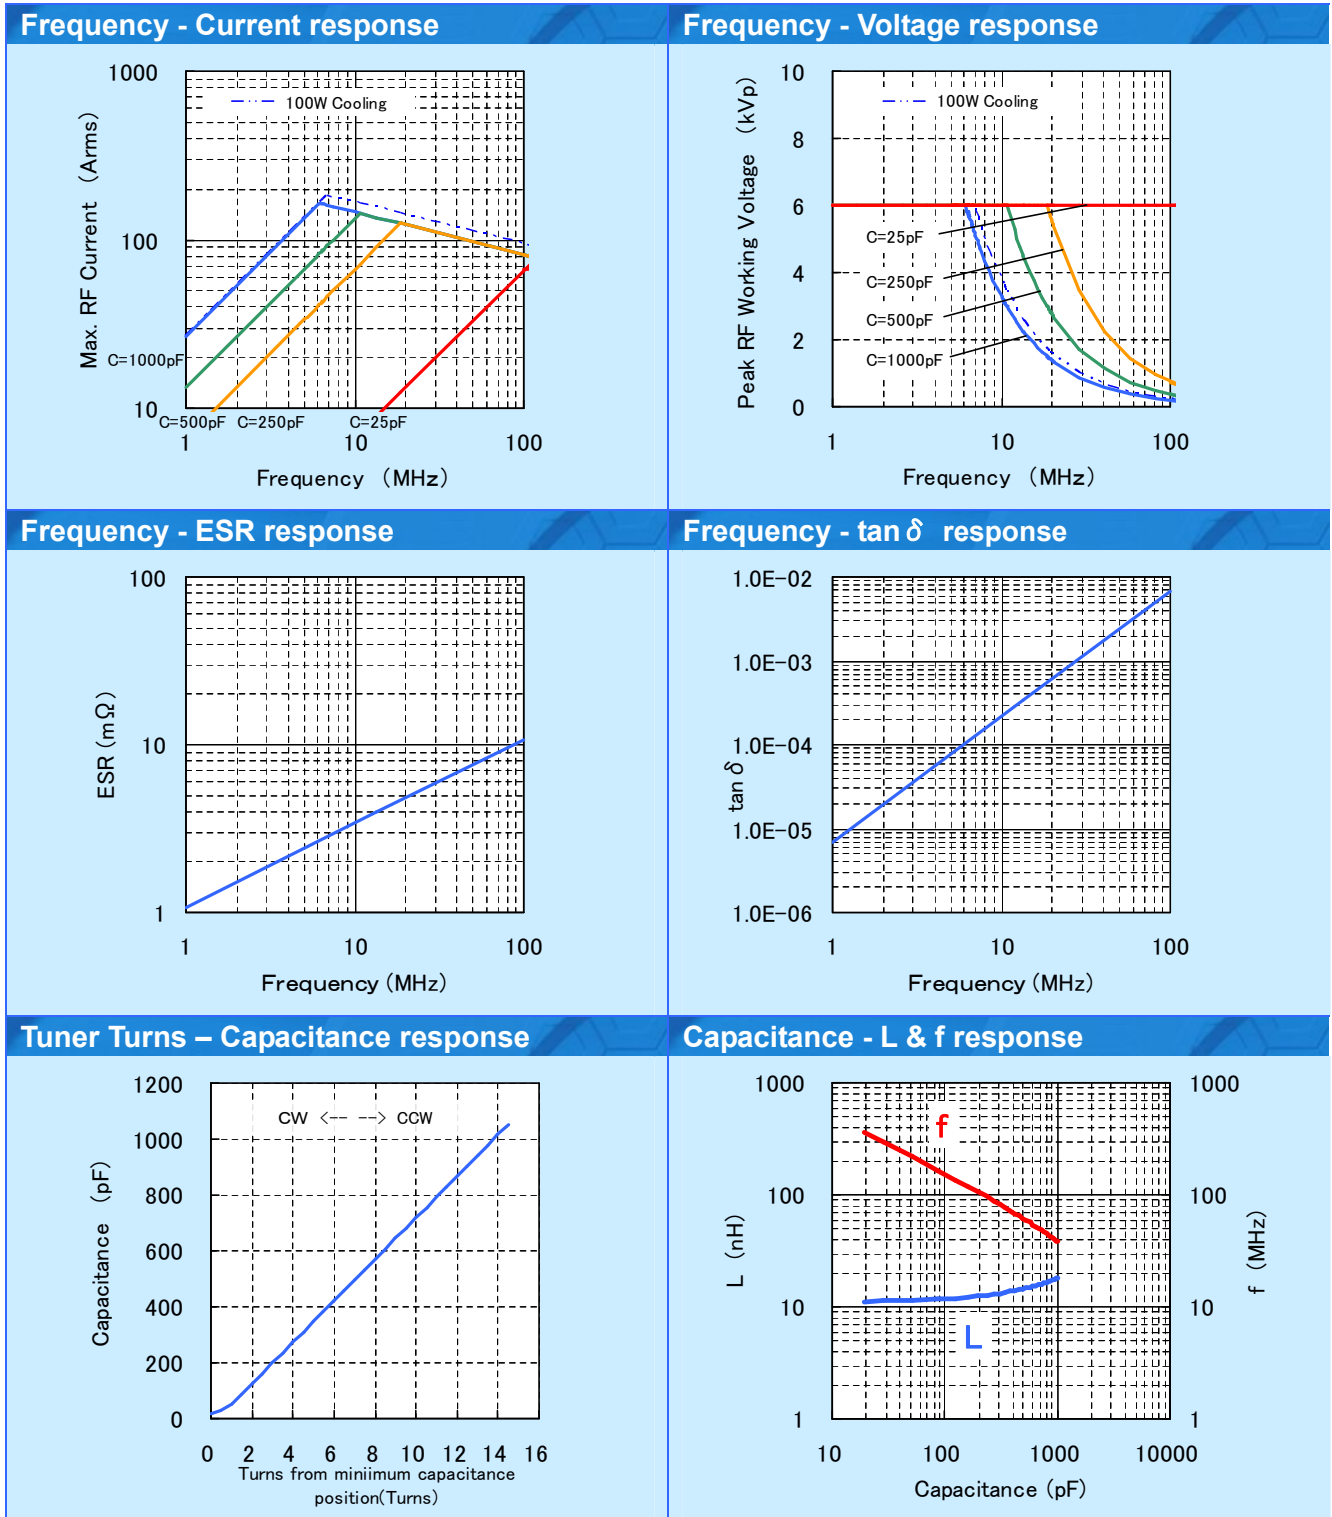 Frequency - Current response
1000
100
10
Max. RF Current (Arms)
100W Cooling
C=1000pF
C=500pF C=250pF C=25pF
1 10 100
Frequency (MHz)
Frequency - Voltage response
10
8
6
4
2
0
Peak RF Working Voltage (kVp)
100W Cooling
C=25pF
C=250pF
C=500pF
C=1000pF
1 10 100
Frequency (MHz)
Frequency - ESR response
100
10
1
ESR (mΩ)
1 10 100
Frequency (MHz)
Frequency - tanδ response
1.0E-02
1.0E-03
1.0E-04
1.0E-05
1.0E-06
tanδ
1 10 100
Frequency (MHz)
Tuner Turns – Capacitance response
1200
1000
800
600
400
200
0
Capacitance (pF)
CW <-- --> CCW
0 2 4 6 8 10 12 14 16
Turns from miniimum capacitance
position(Turns)
Capacitance - L & f response
1000
100
10
1
L (nH)
f
L
1000
100
10
1
f (MHz)
10 100 1000 10000
Capacitance (pF)